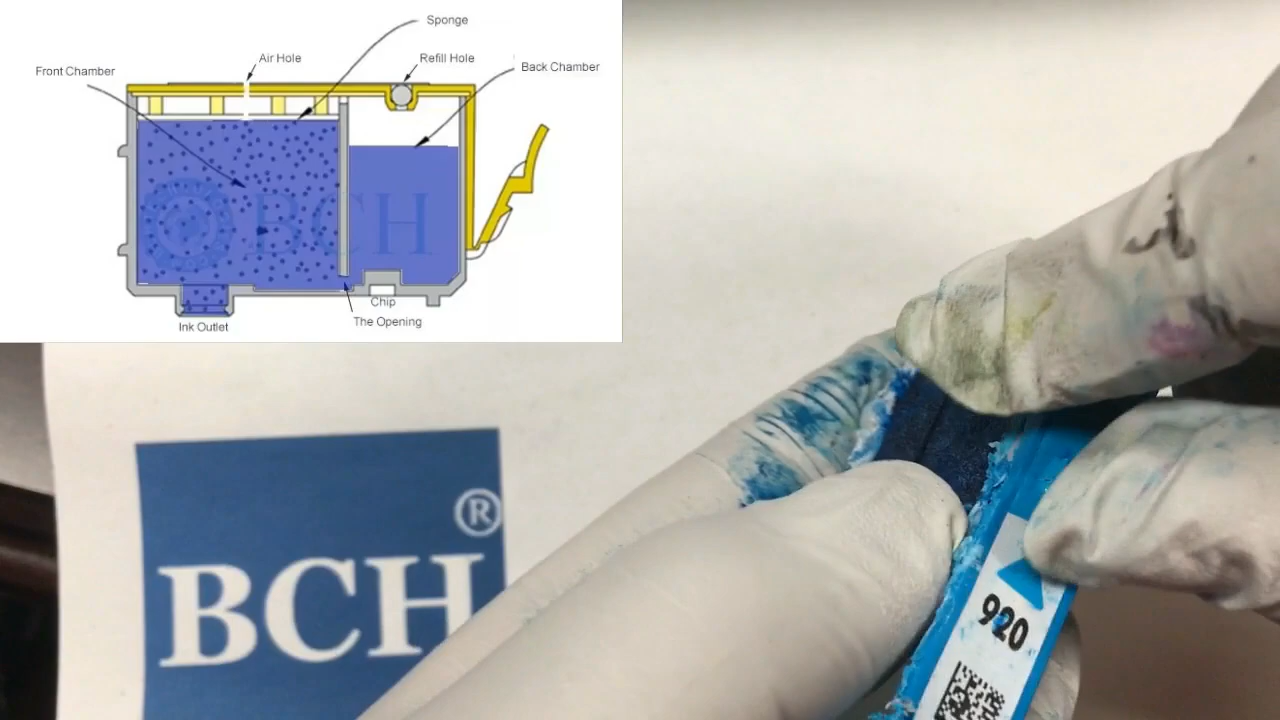 Sponge
Air Hole
Refill Hole
Front Chamber
Back Chamber
BCH
Chip
The Opening
Ink Outlet
BCH®
920